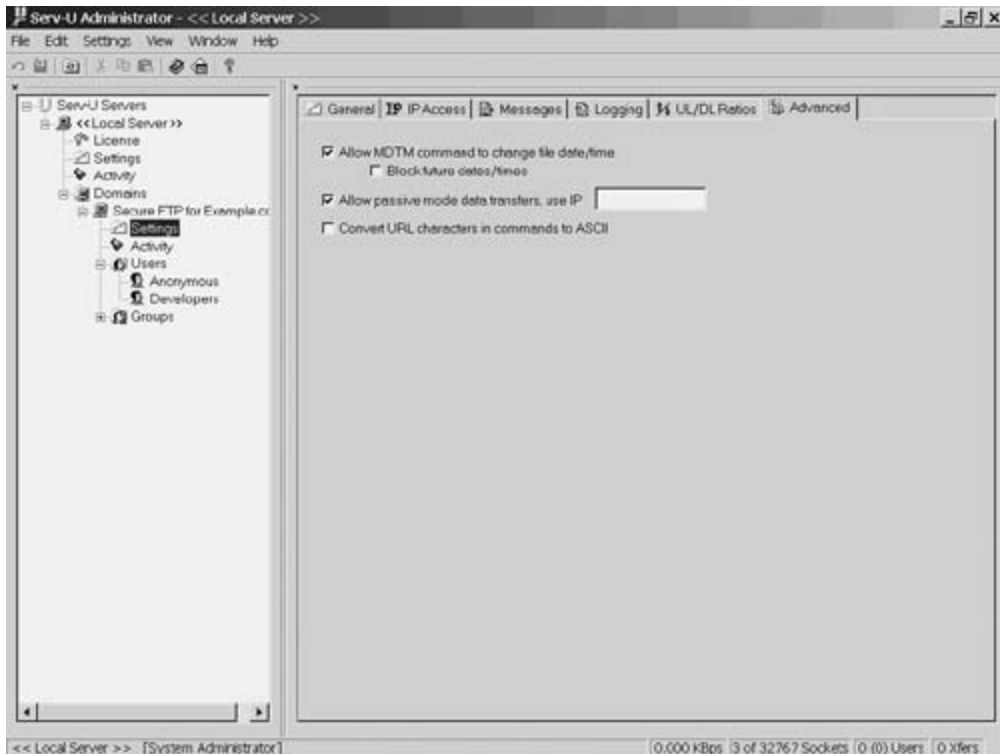 Serv-U Administrator - << Local Server >>
File Edit Settings View Window Help
Serv-U Servers
<<Local Server>>
License
Settings
Activity
Domains
Secure FTP for Example.cc
Settings
Activity
Users
Anonymous
Developers
Groups
General IP IP Access Messages Logging UL/DL Ratios Advanced
Allow MDTM command to change file date/time
Block future dates/times
Allow passive mode data transfers, use IP
Convert URL characters in commands to ASCII
<< Local Server >> [System Administrator] 0.000 KBps 3 of 32767 Sockets 0 (0) Users 0 Xfers